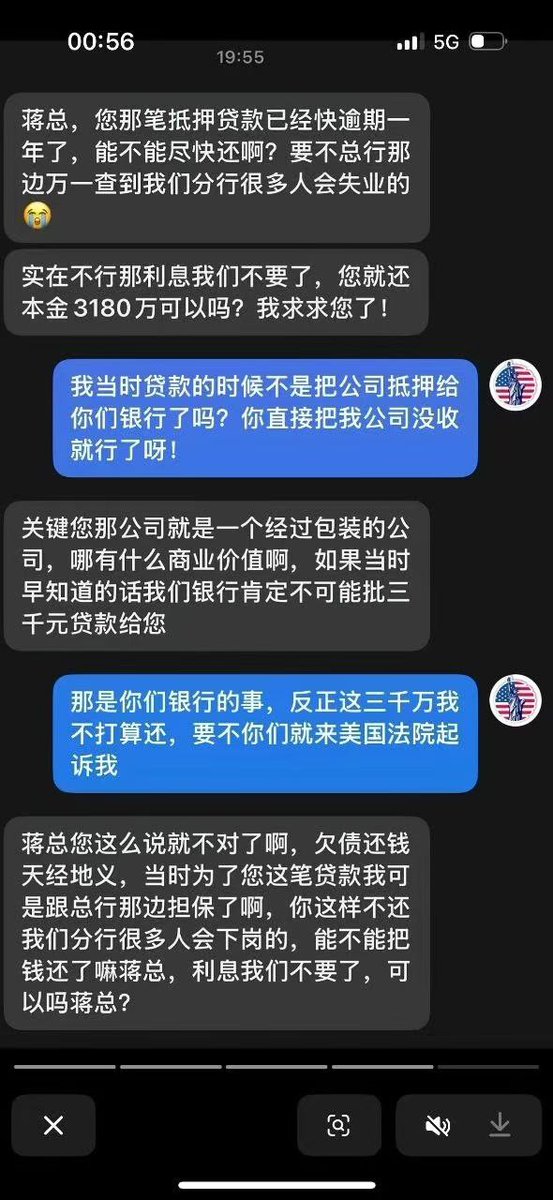 00:56
5G
19:55
蒋总，您那笔抵押贷款已经快逾期一
年了，能不能尽快还啊？要不总行那
边万一查到我们分行很多人会失业的
😭
实在不行那利息我们不要了，您就还
本金3180万可以吗？我求求您了！
我当时贷款的时候不是把公司抵押给
你们银行了吗？你直接把我公司没收
就行了呀！
关键您那公司就是一个经过包装的公
司，哪有什么商业价值啊，如果当时
早知道的话我们银行肯定不可能批三
千元贷款给您
那是你们银行的事，反正这三千万我
不打算还，要不你们就来美国法院起
诉我
蒋总您这么说就不对了啊，欠债还钱
天经地义，当时为了您这笔贷款我可
是跟总行那边担保了啊，你这样不还
我们分行很多人会下岗的，能不能把
钱还了嘛蒋总，利息我们不要了，可
以吗蒋总？